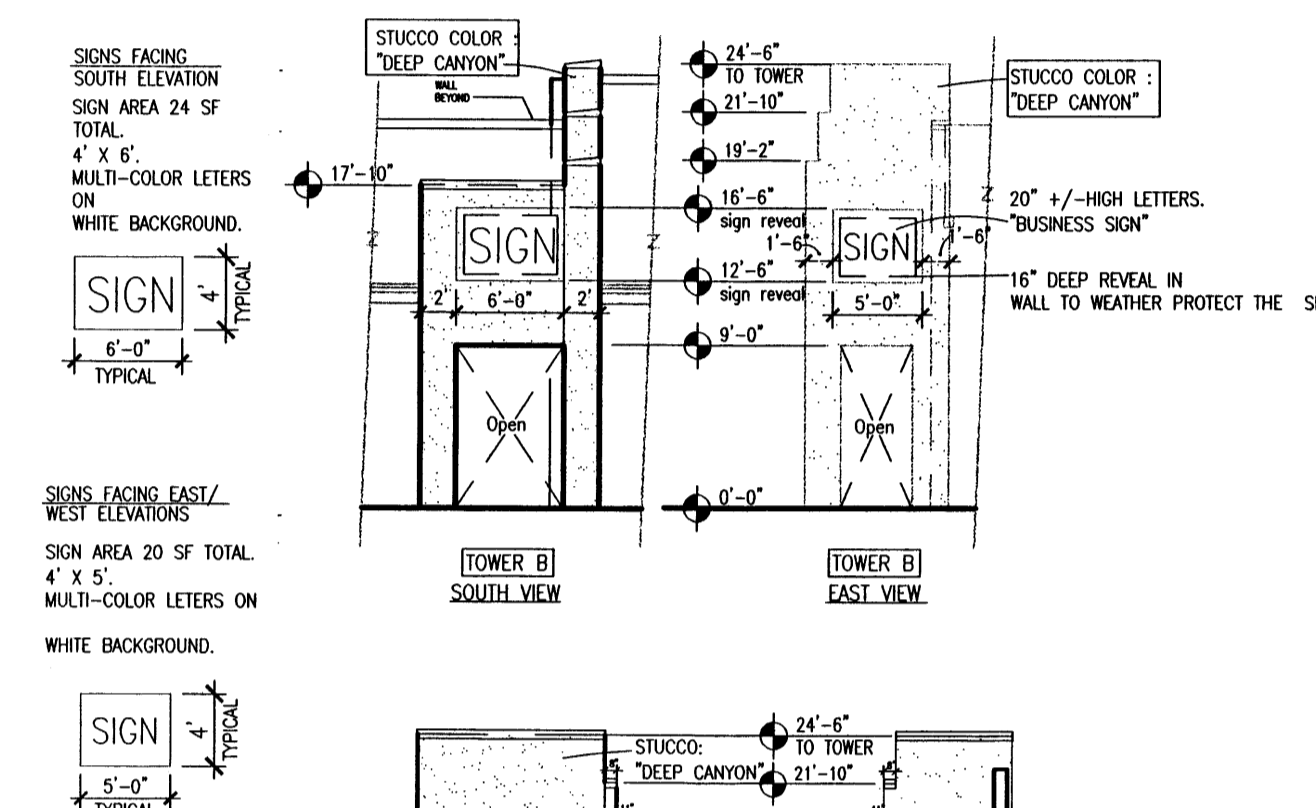 SIGNS FACING
SOUTH ELEVATION
SIGN AREA 24 SF
TOTAL.
4' X 6'.
MULTI-COLOR LETERS
ON
WHITE BACKGROUND.
SIGN
4'
TYPICAL
6'-0"
TYPICAL
SIGNS FACING EAST/
WEST ELEVATIONS
SIGN AREA 20 SF TOTAL.
4' X 5'.
MULTI-COLOR LETERS ON
WHITE BACKGROUND.
SIGN
4'
TYPICAL
5'-0"
TYPICAL
STUCCO COLOR :
"DEEP CANYON"
WALL
BEYOND
17'-10"
SIGN
2'
6'-0"
2'
Open
TOWER B
SOUTH VIEW
24'-6"
TO TOWER
21'-10"
19'-2"
16'-6"
sign reveal
12'-6"
sign reveal
9'-0"
0'-0"
STUCCO COLOR :
"DEEP CANYON"
1'-6"
SIGN
1'-6"
5'-0"
20" +/-HIGH LETTERS.
"BUSINESS SIGN"
16" DEEP REVEAL IN
WALL TO WEATHER PROTECT THE
Open
TOWER B
EAST VIEW
STUCCO:
"DEEP CANYON"
24'-6"
TO TOWER
21'-10"